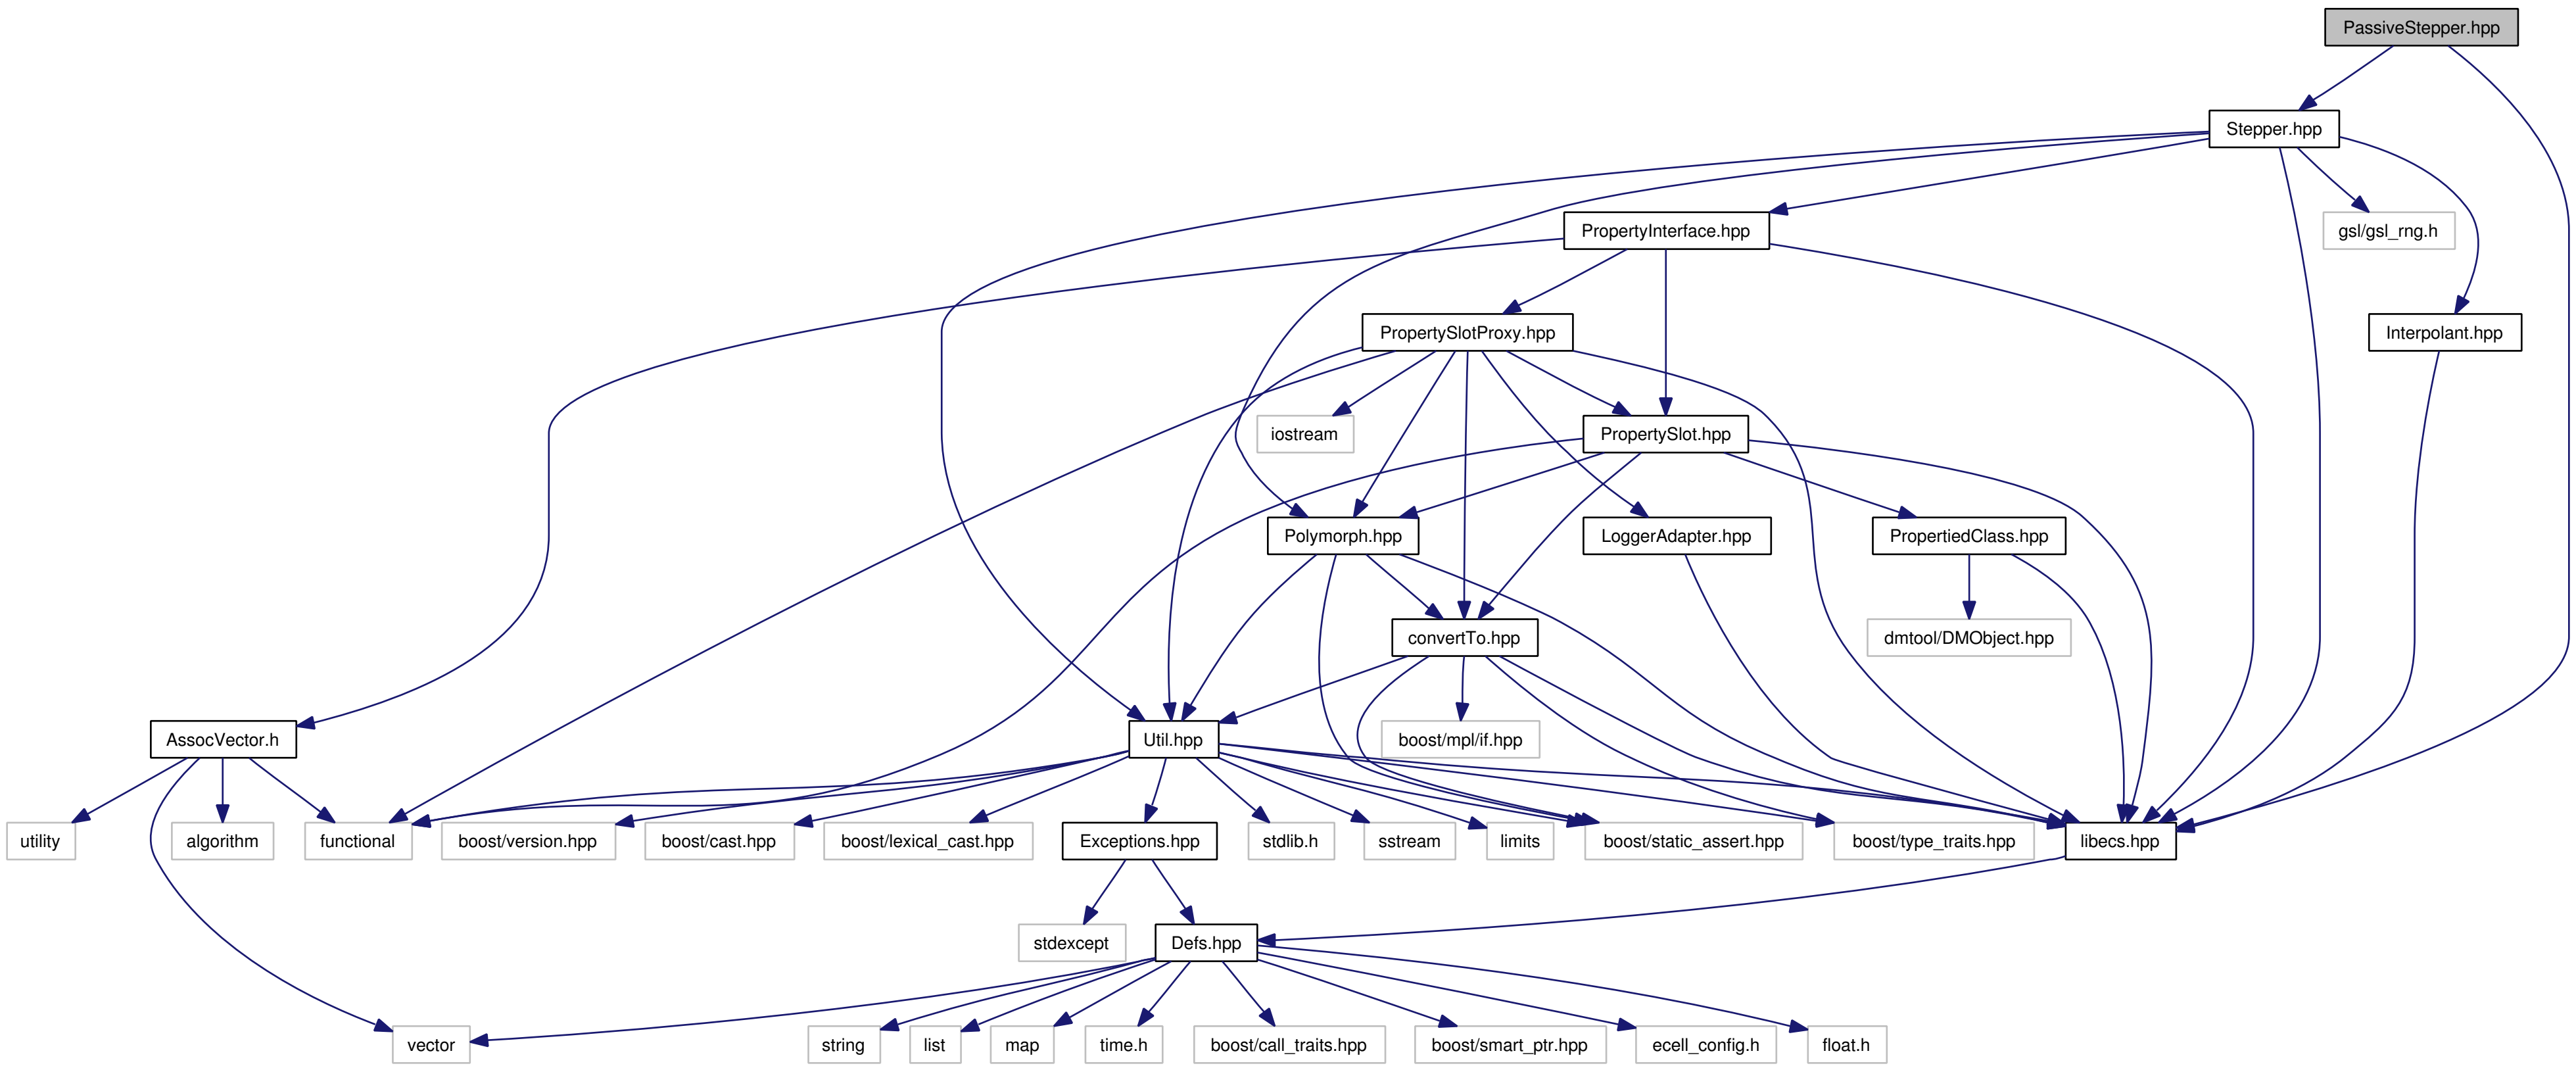 PassiveStepper.hpp
Stepper.hpp
PropertyInterface.hpp
gsl/gsl_rng.h
PropertySlotProxy.hpp
Interpolant.hpp
iostream
PropertySlot.hpp
Polymorph.hpp
LoggerAdapter.hpp
PropertiedClass.hpp
convertTo.hpp
dmtool/DMObject.hpp
AssocVector.h
Util.hpp
boost/mpl/if.hpp
utility
algorithm
functional
boost/version.hpp
boost/cast.hpp
boost/lexical_cast.hpp
Exceptions.hpp
stdlib.h
sstream
limits
boost/static_assert.hpp
boost/type_traits.hpp
libecs.hpp
stdexcept
Defs.hpp
vector
string
list
map
time.h
boost/call_traits.hpp
boost/smart_ptr.hpp
ecell_config.h
float.h